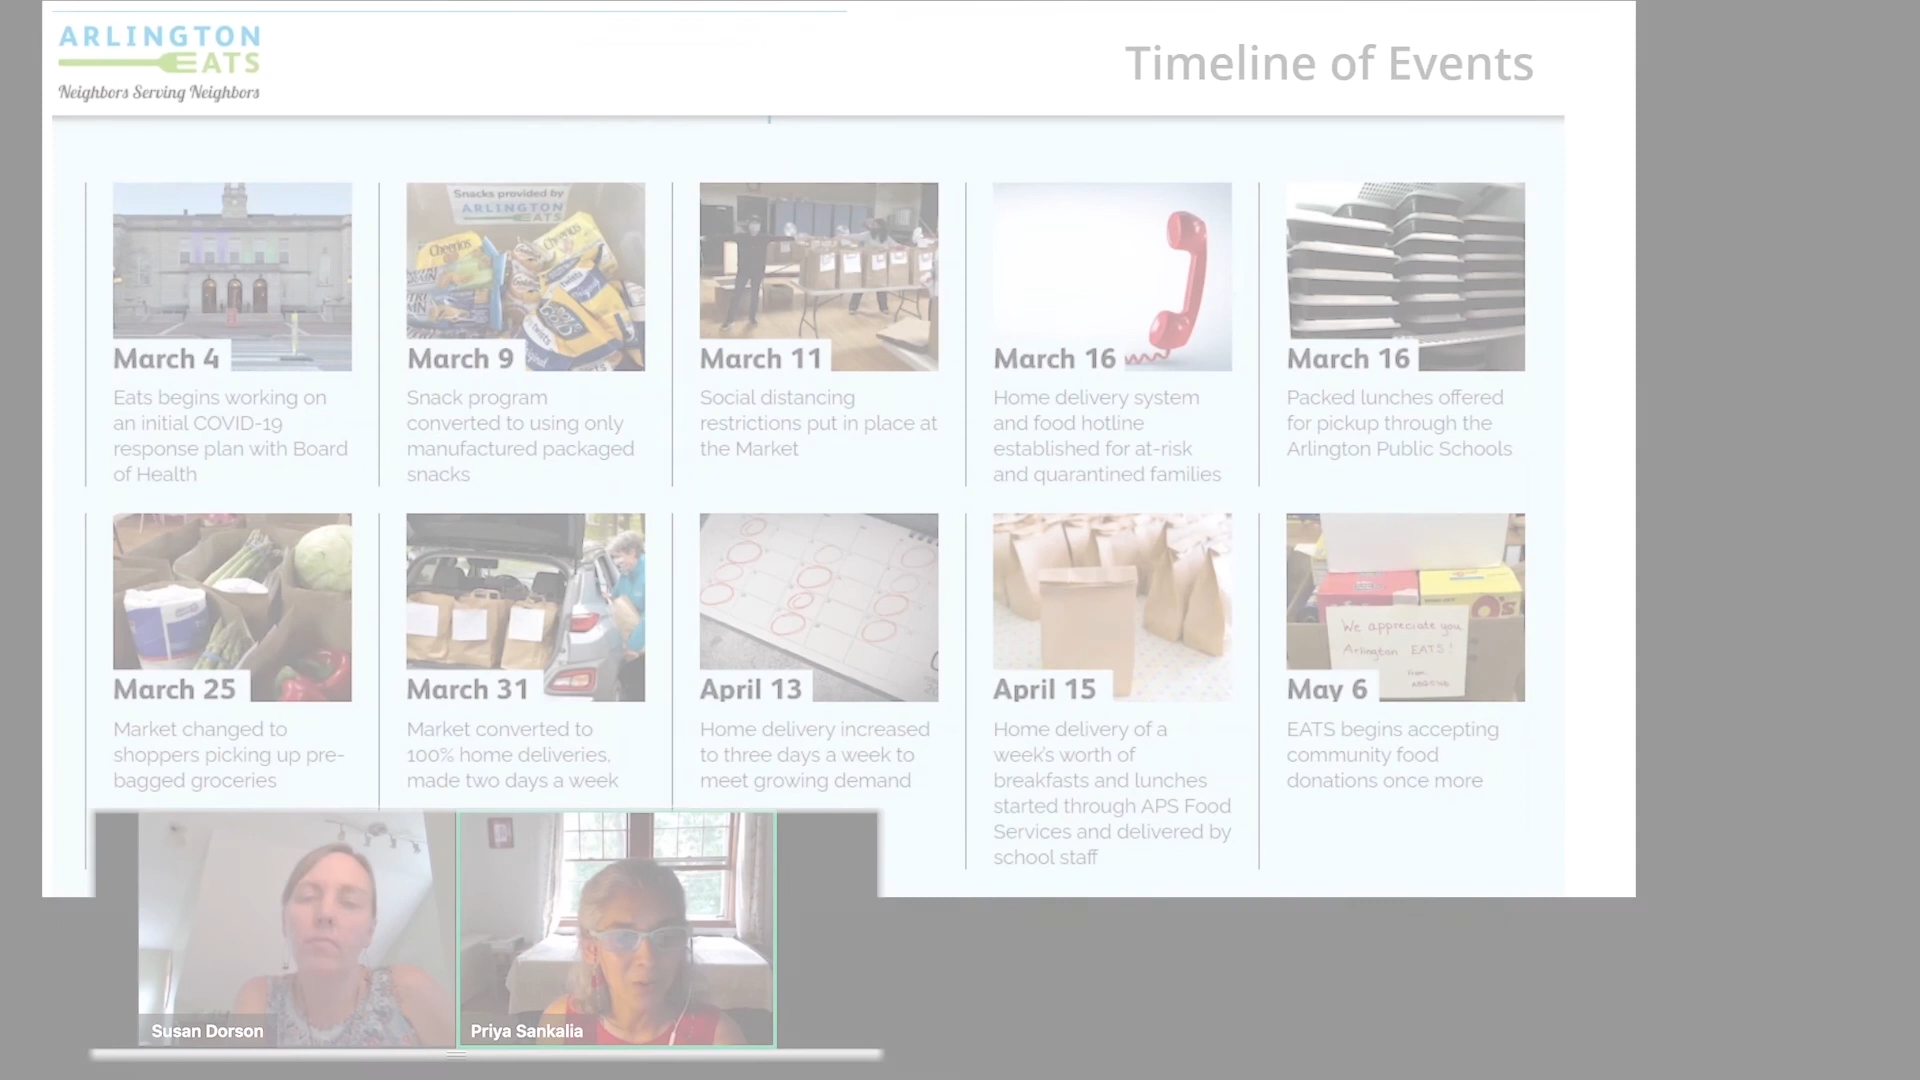 ARLINGTON
EATS
Neighbors Serving Neighbors
Timeline of Events
Snacks provided by
ARLINGTON
EATS
Cheerios
Cheerios
March 4
March 9
March 11
March 16
March 16
Eats begins working on
an initial COVID-19
response plan with Board
of Health
Snack program
converted to using only
manufactured packaged
snacks
Social distancing
restrictions put in place at
the Market
Home delivery system
and food hotline
established for at-risk
and quarantined families
Packed lunches offered
for pickup through the
Arlington Public Schools
We appreciate you
Arlington EATS!
from
March 25
March 31
April 13
April 15
May 6
Market changed to
shoppers picking up pre-
bagged groceries
Market converted to
100% home deliveries.
made two days a week
Home delivery increased
to three days a week to
meet growing demand
Home delivery of a
week's worth of
breakfasts and lunches
started through APS Food
Services and delivered by
school staff
EATS begins accepting
community food
donations once more
Susan Dorson
Priya Sankalia